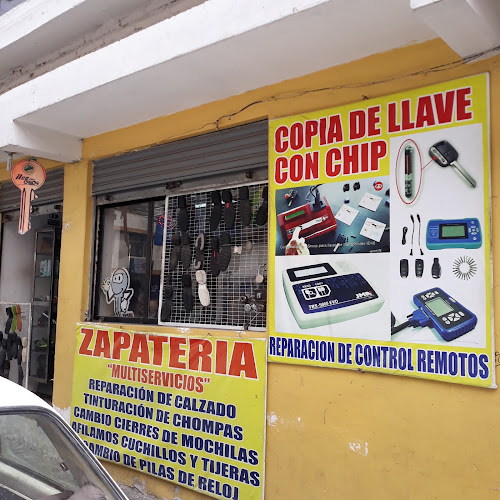 COPIA DE LLAVE
CON CHIP
REPARACION DE CONTROL REMOTOS
ZAPATERIA
"MULTISERVICIOS"
REPARACIÓN DE CALZADO
TINTURACIÓN DE CHOMPAS
CAMBIO CIERRES DE MOCHILAS
AFILAMOS CUCHILLOS Y TIJERAS
CAMBIO DE PILAS DE RELOJ